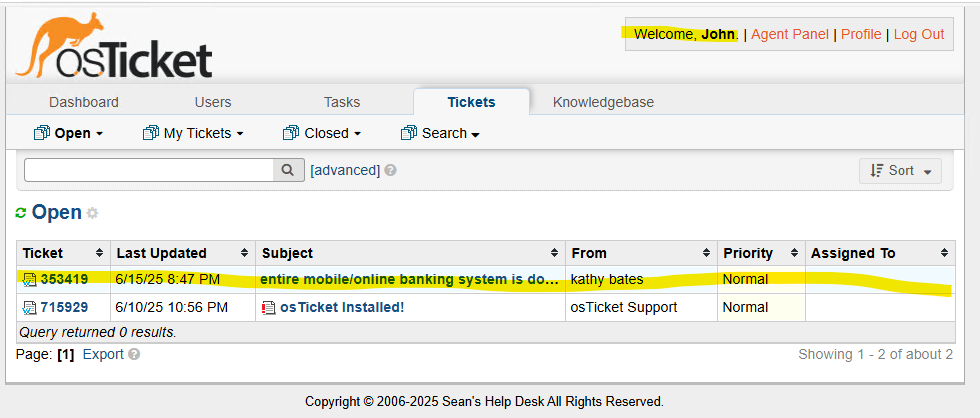 osTicket
Welcome, John. | Agent Panel | Profile | Log Out
Dashboard Users Tasks Tickets Knowledgebase
Open My Tickets Closed Search
[advanced] Sort
Open
Ticket Last Updated Subject From Priority Assigned To
353419 6/15/25 8:47 PM entire mobile/online banking system is do… kathy bates Normal
715929 6/10/25 10:56 PM osTicket Installed! osTicket Support Normal
Query returned 0 results.
Page: [1] Export Showing 1 - 2 of about 2
Copyright © 2006-2025 Sean's Help Desk All Rights Reserved.